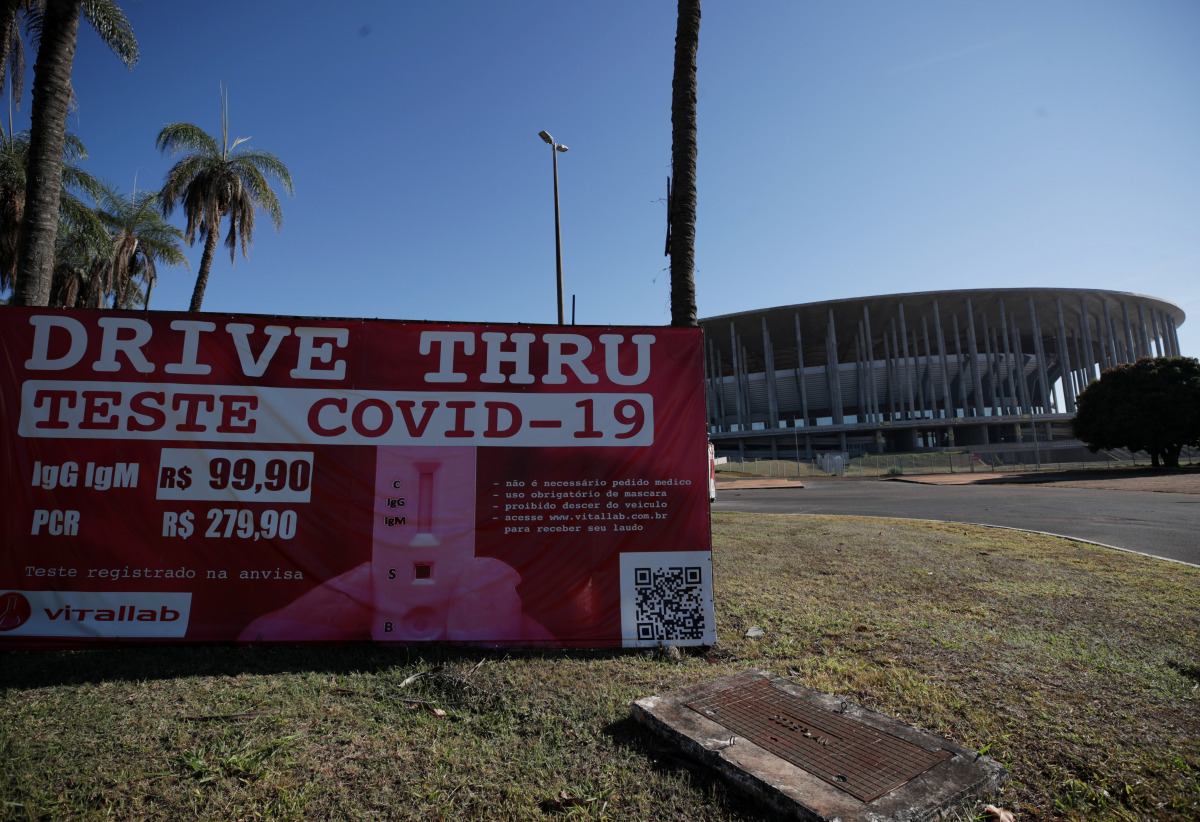 DRIVE THRU
TESTE COVID-19
IgG IgM R$ 99,90
PCR R$ 279,90
Teste registrado na anvisa
vitallab
C
IgG
IgM
S
B
- não é necessário pedido medico
- uso obrigatório de mascara
- proibido descer do veiculo
- acesse www.vitallab.com.br
para receber seu laudo